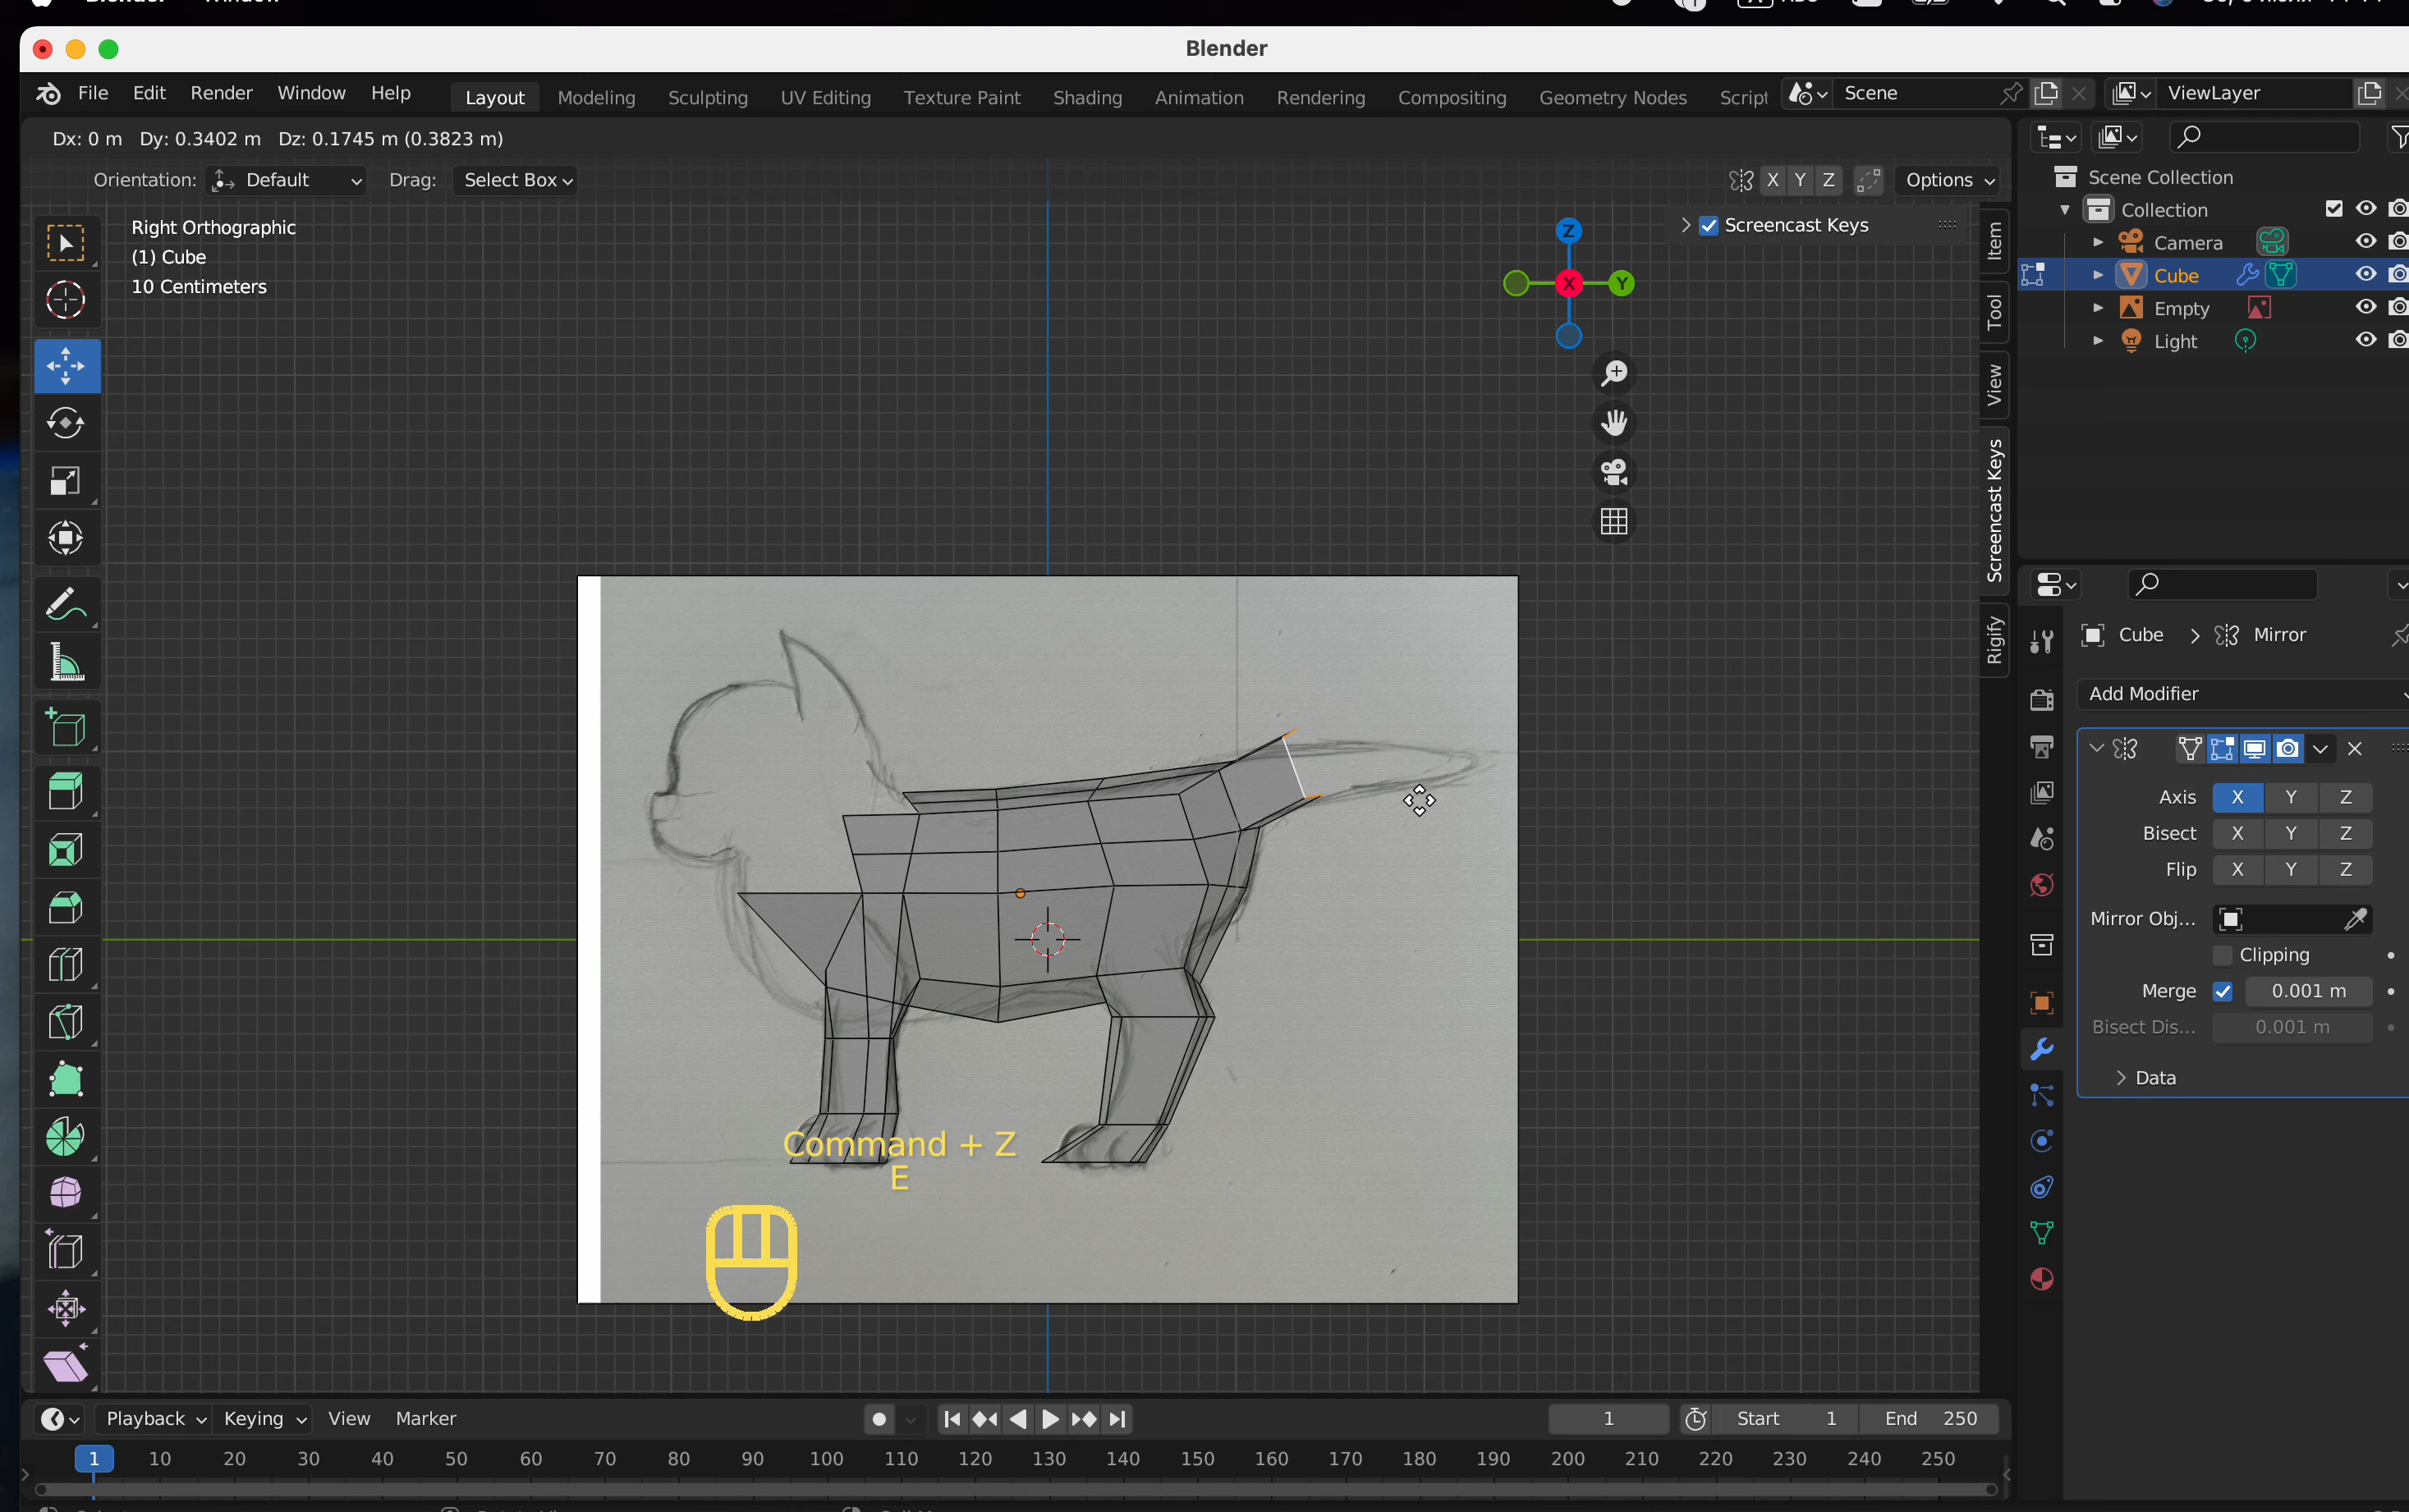 Blender
File Edit Render Window Help Layout Modeling Sculpting UV Editing Texture Paint Shading Animation Rendering Compositing Geometry Nodes Script Scene ViewLayer
Dx: 0 m Dy: 0.3402 m Dz: 0.1745 m (0.3823 m)
Orientation: Default Drag: Select Box X Y Z Options
Right Orthographic
(1) Cube
10 Centimeters
Screencast Keys
Z
X
Y
Item
Tool
View
Screencast Keys
Rigify
Scene Collection
Collection
Camera
Cube
Empty
Light
Cube > Mirror
Add Modifier
Axis X Y Z
Bisect X Y Z
Flip X Y Z
Mirror Obj...
Clipping
Merge 0.001 m
Bisect Dis... 0.001 m
Data
Command + Z
E
Playback Keying View Marker 1 Start 1 End 250
1 10 20 30 40 50 60 70 80 90 100 110 120 130 140 150 160 170 180 190 200 210 220 230 240 250